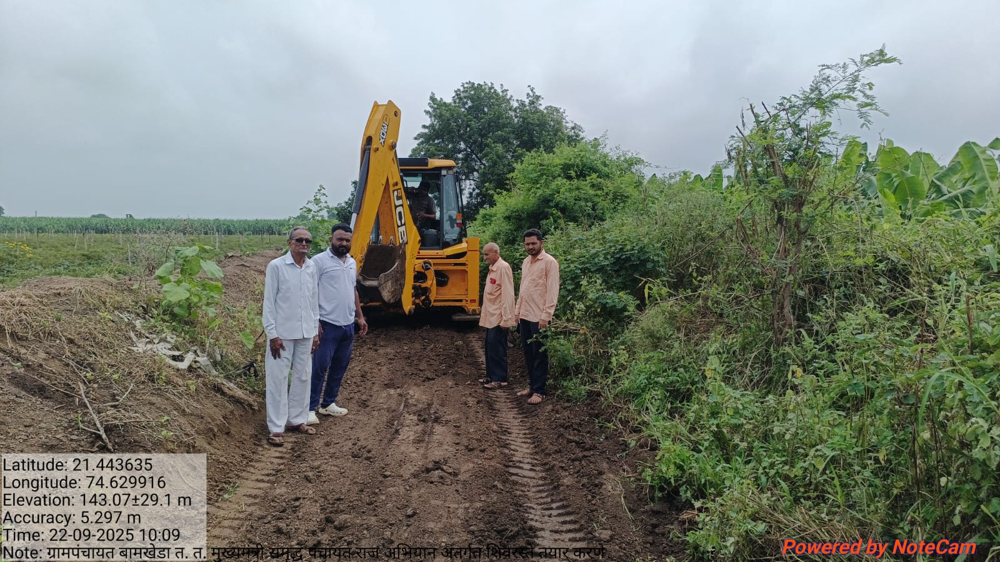 3DX
JCB
Latitude: 21.443635
Longitude: 74.629916
Elevation: 143.07±29.1 m
Accuracy: 5.297 m
Time: 22-09-2025 10:09
Note: ग्रामपंचायत बामखेडा त. त. मुख्यमंत्री समृद्ध पंचायत राज अभियान अंतर्गत शिवरस्ते तयार करणे
Powered by NoteCam